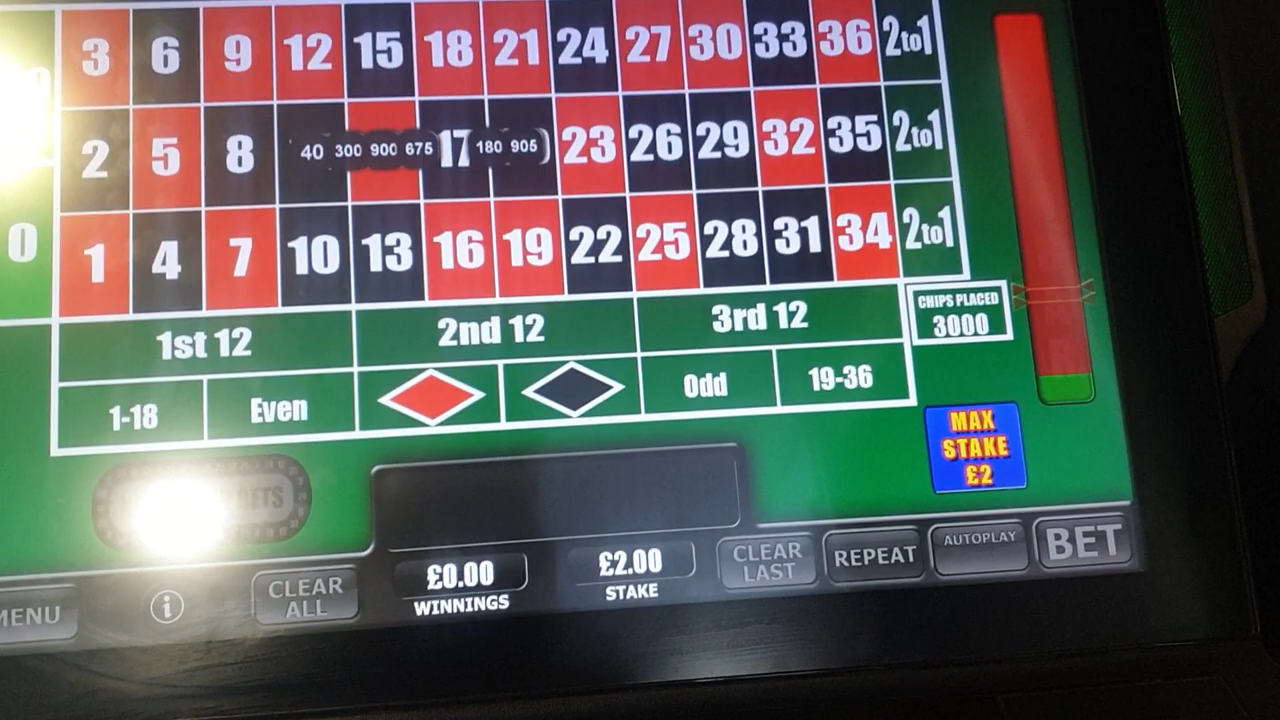 3 6 9 12 15 18 21 24 27 30 33 36 2to1
2 5 8 40 300 900 675 17 180 905 23 26 29 32 35 2to1
0 1 4 7 10 13 16 19 22 25 28 31 34 2to1
1st 12 2nd 12 3rd 12
CHIPS PLACED
3000
1-18 Even Odd 19-36
MAX
STAKE
£2
BETS
£0.00
WINNINGS
£2.00
STAKE
MENU
i
CLEAR
ALL
CLEAR
LAST
REPEAT
AUTOPLAY
BET